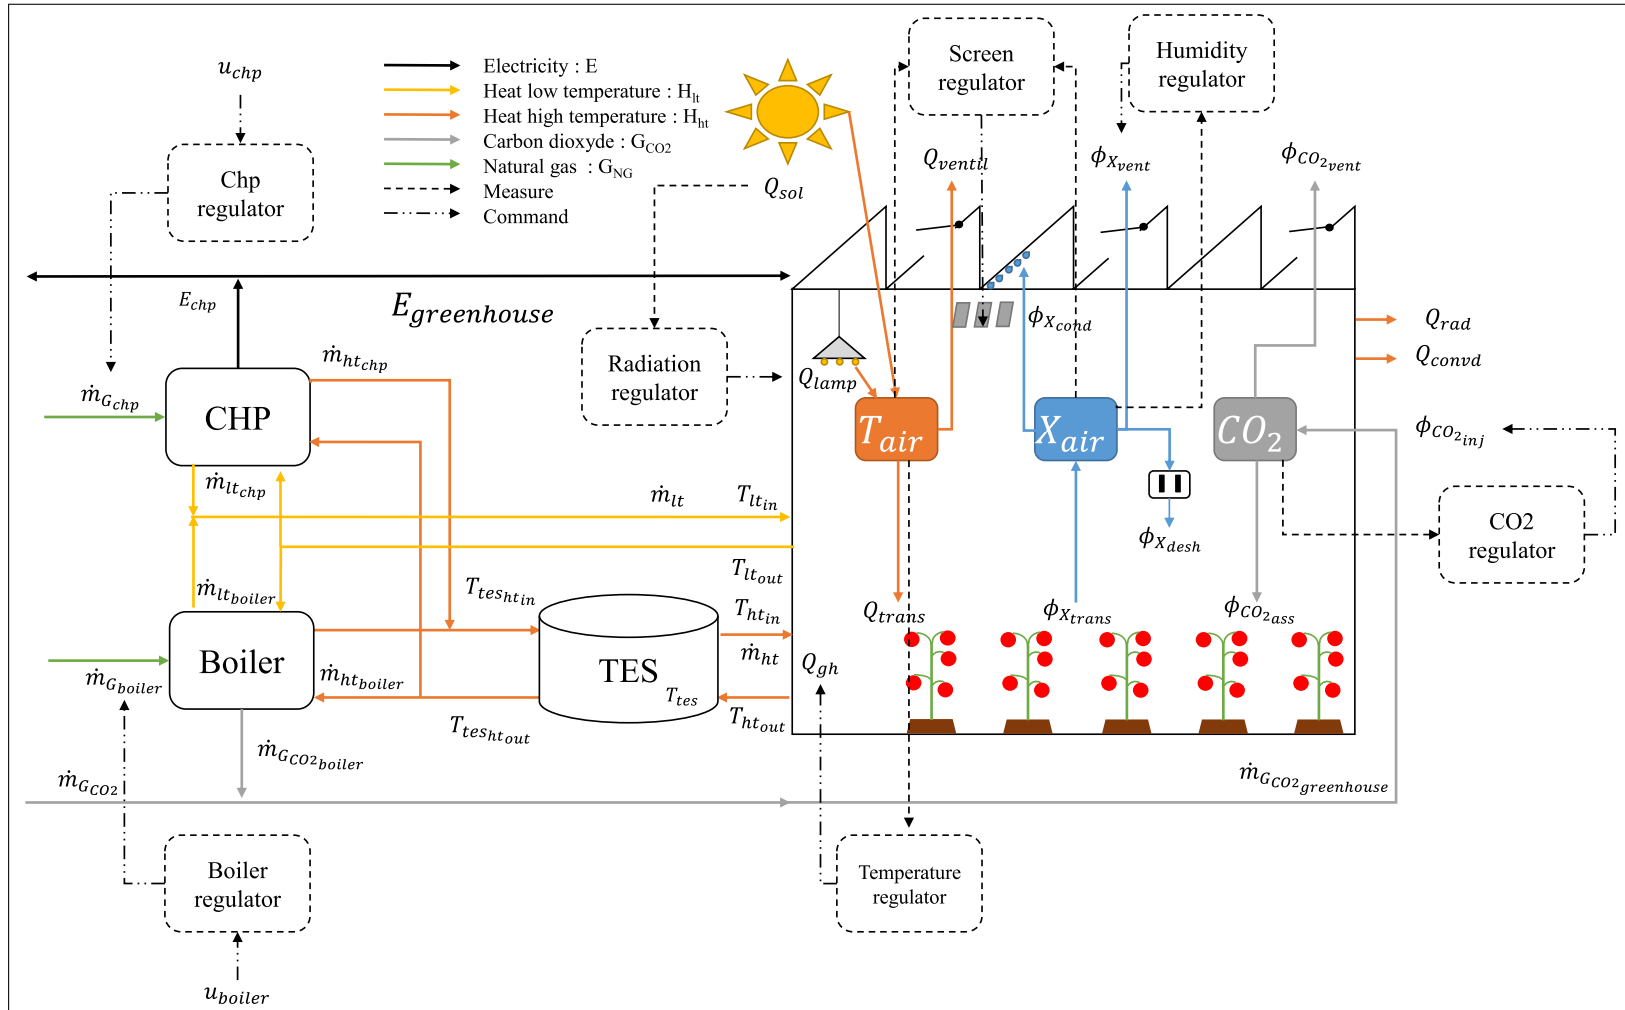 u_chp
Chp
regulator
Electricity : E
Heat low temperature : H_lt
Heat high temperature : H_ht
Carbon dioxyde : G_CO2
Natural gas : G_NG
Measure
Command
Screen
regulator
Humidity
regulator
Q_sol
Q_ventil
ϕ_X_vent
ϕ_CO_2_vent
E_chp
E_greenhouse
Radiation
regulator
ϕ_X_cond
Q_rad
Q_convd
Q_lamp
ṁ_ht_chp
ṁ_G_chp
CHP
T_air
X_air
CO_2
ϕ_CO_2_inj
ṁ_lt_chp
ṁ_lt
T_lt_in
ϕ_X_desh
CO2
regulator
T_lt_out
ṁ_lt_boiler
T_tes_ht_in
T_ht_in
Q_trans
ϕ_X_trans
ϕ_CO_2_ass
Boiler
TES
ṁ_ht
Q_gh
ṁ_G_boiler
ṁ_ht_boiler
T_tes
T_tes_ht_out
T_ht_out
ṁ_G_CO2_boiler
ṁ_G_CO2
ṁ_G_CO2_greenhouse
Boiler
regulator
Temperature
regulator
u_boiler